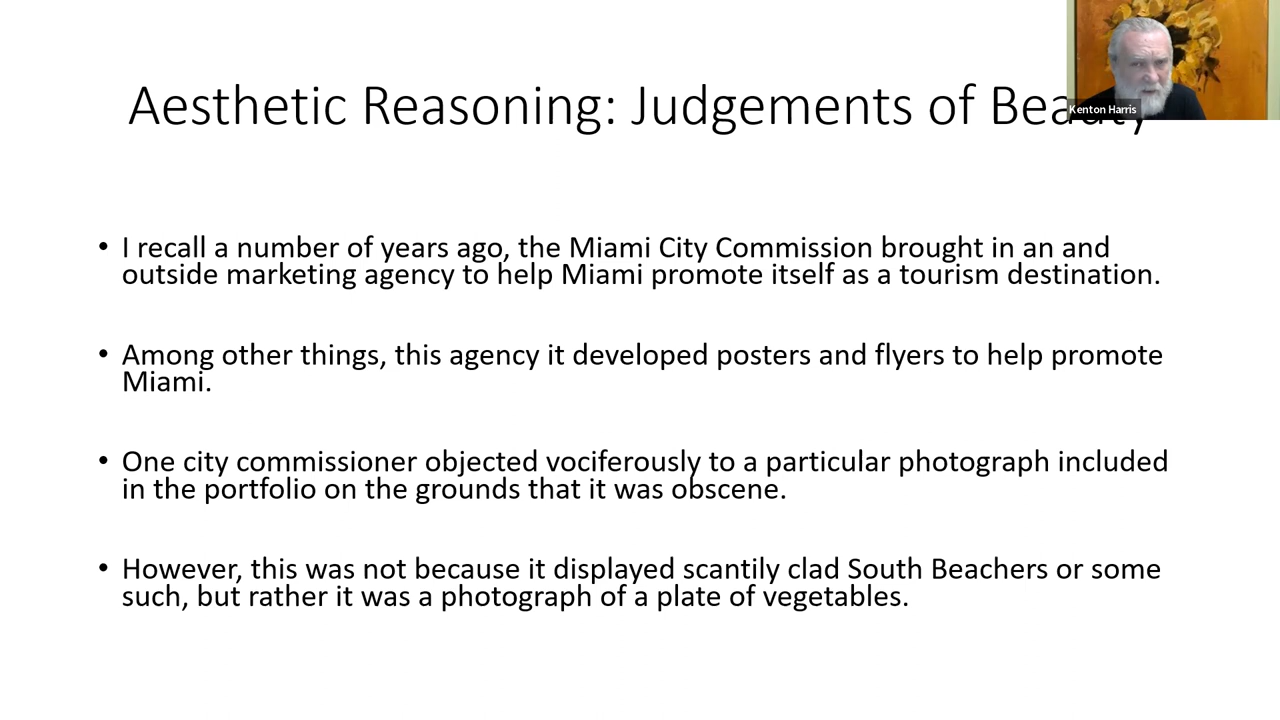 Aesthetic Reasoning: Judgements of Beauty
Kenton Harris
• I recall a number of years ago, the Miami City Commission brought in an and
outside marketing agency to help Miami promote itself as a tourism destination.
• Among other things, this agency it developed posters and flyers to help promote
Miami.
• One city commissioner objected vociferously to a particular photograph included
in the portfolio on the grounds that it was obscene.
• However, this was not because it displayed scantily clad South Beachers or some
such, but rather it was a photograph of a plate of vegetables.